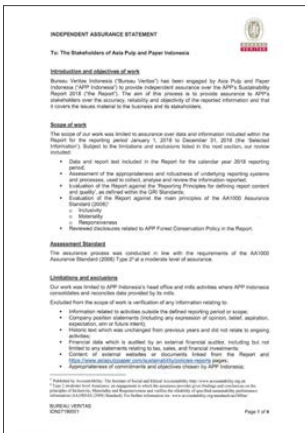 INDEPENDENT ASSURANCE STATEMENT
BUREAU
VERITAS
To: The Stakeholders of Asia Pulp and Paper Indonesia
Introduction and objectives of work
Bureau Veritas Indonesia ("Bureau Veritas") has been engaged by Asia Pulp and Paper
Indonesia ("APP Indonesia") to provide independent assurance over the APP's Sustainability
Report 2018 ("the Report"). The aim of this process is to provide assurance to APP's
stakeholders over the accuracy, reliability and objectivity of the reported information and that
it covers the issues material to the business and its stakeholders.
Scope of work
The scope of our work was limited to assurance over data and information included within the
Report for the reporting period January 1, 2018 to December 31, 2018 (the 'Selected
Information'). Subject to the limitations and exclusions listed in the next section, our review
included:
• Data and report text included in the Report for the calendar year 2018 reporting
period;
• Assessment of the appropriateness and robustness of underlying reporting systems
and processes, used to collect, analyse and review the information reported;
• Evaluation of the Report against the 'Reporting Principles for defining report content
and quality', as defined within the GRI Standards;
• Evaluation of the Report against the main principles of the AA1000 Assurance
Standard (2008)¹
o Inclusivity
o Materiality
o Responsiveness
• Reviewed disclosures related to APP Forest Conservation Policy in the Report.
Assessment Standard
The assurance process was conducted in line with the requirements of the AA1000
Assurance Standard (2008) Type 2² at a moderate level of assurance.
Limitations and exclusions
Our work was limited to APP Indonesia's head office and mills activities where APP Indonesia
consolidates and reconciles data provided by its mills.
Excluded from the scope of work is verification of any information relating to:
• Information related to activities outside the defined reporting period or scope;
• Company position statements (including any expression of opinion, belief, aspiration,
expectation, aim or future intent);
• Historic text which was unchanged from previous years and did not relate to ongoing
activities;
• Financial data which is audited by an external financial auditor, including but not
limited to any statements relating to tax, sales, and financial investments;
• Content of external websites or documents linked from the Report and
https://www.asiapulppaper.com/sustainability/policies-reports pages;
• Appropriateness of commitments and objectives chosen by APP Indonesia;
BUREAU VERITAS
Page 1 of